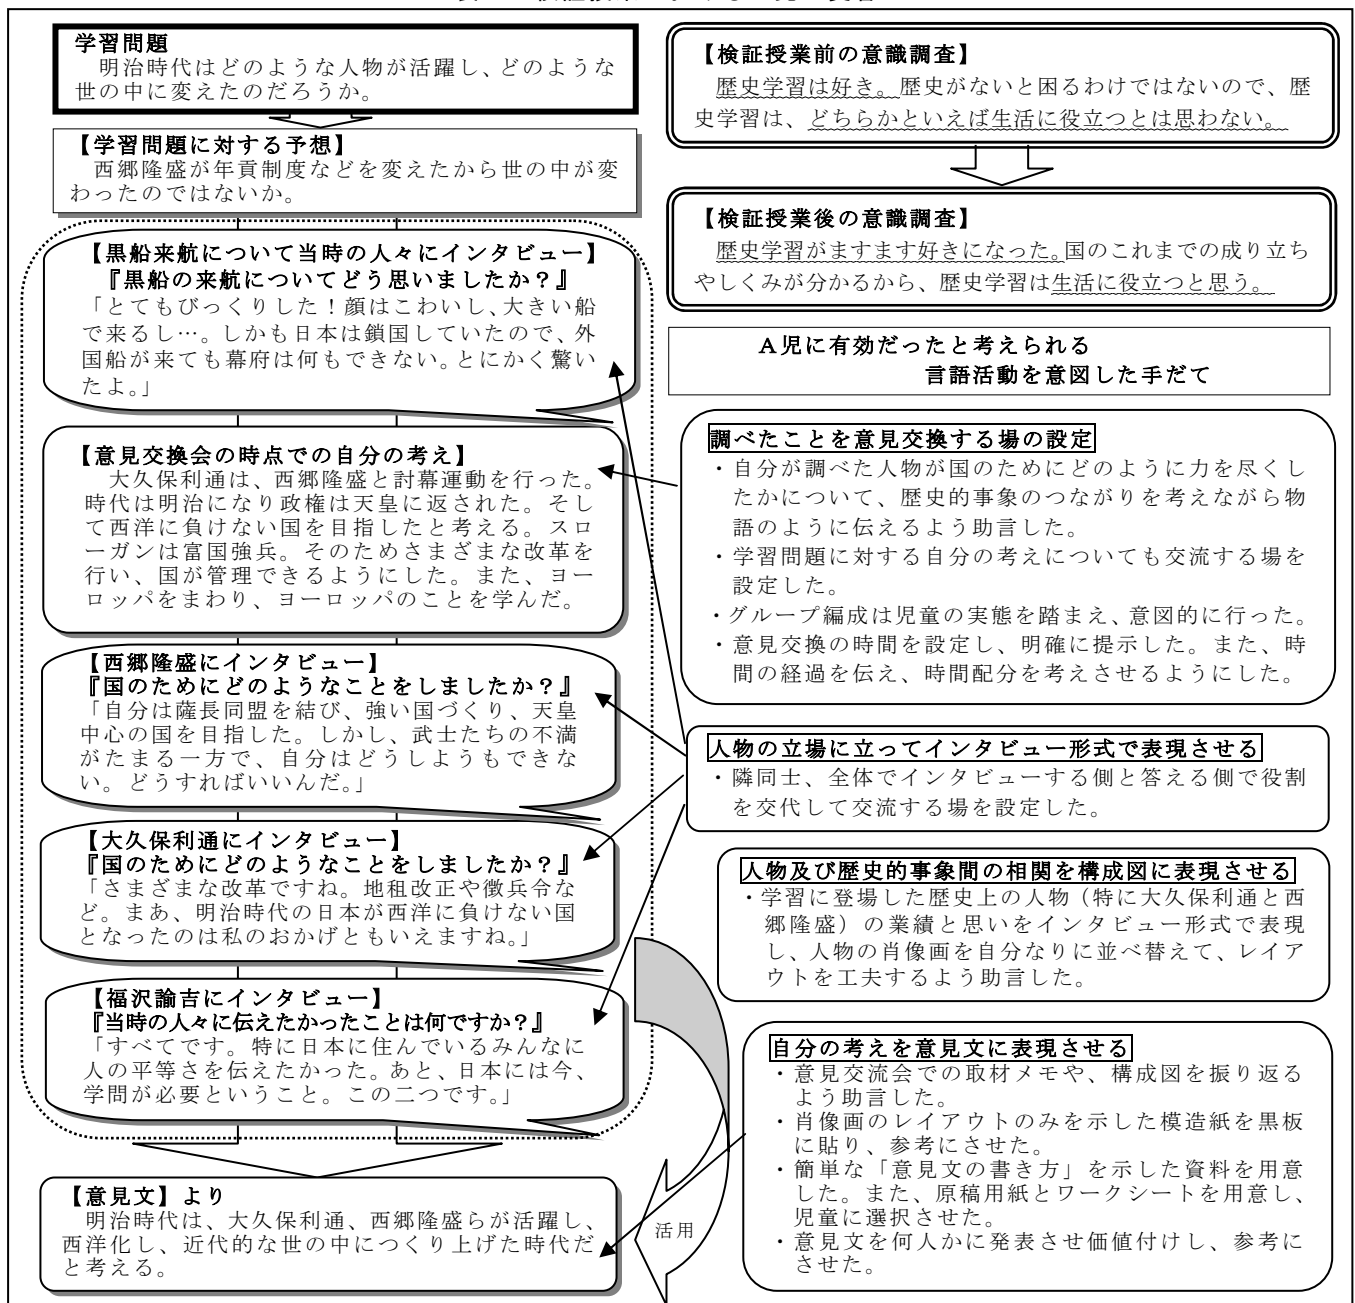 学習問題
明治時代はどのような人物が活躍し、どのような
世の中に変えたのだろうか。
【学習問題に対する予想】
西郷隆盛が年貢制度などを変えたから世の中が変
わったのではないか。
【黒船来航について当時の人々にインタビュー】
『黒船の来航についてどう思いましたか？』
「とてもびっくりした！顔はこわいし、大きい船
で来るし…。しかも日本は鎖国していたので、外
国船が来ても幕府は何もできない。とにかく驚い
たよ。」
【意見交換会の時点での自分の考え】
大久保利通は、西郷隆盛と討幕運動を行った。
時代は明治になり政権は天皇に返された。そし
て西洋に負けない国を目指したと考える。スロ
ーガンは富国強兵。そのためさまざまな改革を
行い、国が管理できるようにした。また、ヨー
ロッパをまわり、ヨーロッパのことを学んだ。
【西郷隆盛にインタビュー】
『国のためにどのようなことをしましたか？』
「自分は薩長同盟を結び、強い国づくり、天皇
中心の国を目指した。しかし、武士たちの不満
がたまる一方で、自分はどうしようもできな
い。どうすればいいんだ。」
【大久保利通にインタビュー】
『国のためにどのようなことをしましたか？』
「さまざまな改革ですね。地租改正や徴兵令な
ど。まあ、明治時代の日本が西洋に負けない国
となったのは私のおかげともいえますね。」
【福沢諭吉にインタビュー】
『当時の人々に伝えたかったことは何ですか？』
「すべてです。特に日本に住んでいるみんなに
人の平等さを伝えたかった。あと、日本には今、
学問が必要ということ。この二つです。」
【意見文】より
明治時代は、大久保利通、西郷隆盛らが活躍し、
西洋化し、近代的な世の中につくり上げた時代だ
と考える。
【検証授業前の意識調査】
歴史学習は好き。歴史がないと困るわけではないので、歴
史学習は、どちらかといえば生活に役立つとは思わない。
【検証授業後の意識調査】
歴史学習がますます好きになった。国のこれまでの成り立ち
やしくみが分かるから、歴史学習は生活に役立つと思う。
Ａ児に有効だったと考えられる
言語活動を意図した手だて
調べたことを意見交換する場の設定
・自分が調べた人物が国のためにどのように力を尽くし
たかについて、歴史的事象のつながりを考えながら物
語のように伝えるよう助言した。
・学習問題に対する自分の考えについても交流する場を
設定した。
・グループ編成は児童の実態を踏まえ、意図的に行った。
・意見交換の時間を設定し、明確に提示した。また、時
間の経過を伝え、時間配分を考えさせるようにした。
人物の立場に立ってインタビュー形式で表現させる
・隣同士、全体でインタビューする側と答える側で役割
を交代して交流する場を設定した。
人物及び歴史的事象間の相関を構成図に表現させる
・学習に登場した歴史上の人物（特に大久保利通と西
郷隆盛）の業績と思いをインタビュー形式で表現
し、人物の肖像画を自分なりに並べ替えて、レイア
ウトを工夫するよう助言した。
自分の考えを意見文に表現させる
・意見交流会での取材メモや、構成図を振り返る
よう助言した。
・肖像画のレイアウトのみを示した模造紙を黒板
に貼り、参考にさせた。
・簡単な「意見文の書き方」を示した資料を用意
した。また、原稿用紙とワークシートを用意し、
児童に選択させた。
・意見文を何人かに発表させ価値付けし、参考に
させた。
活用